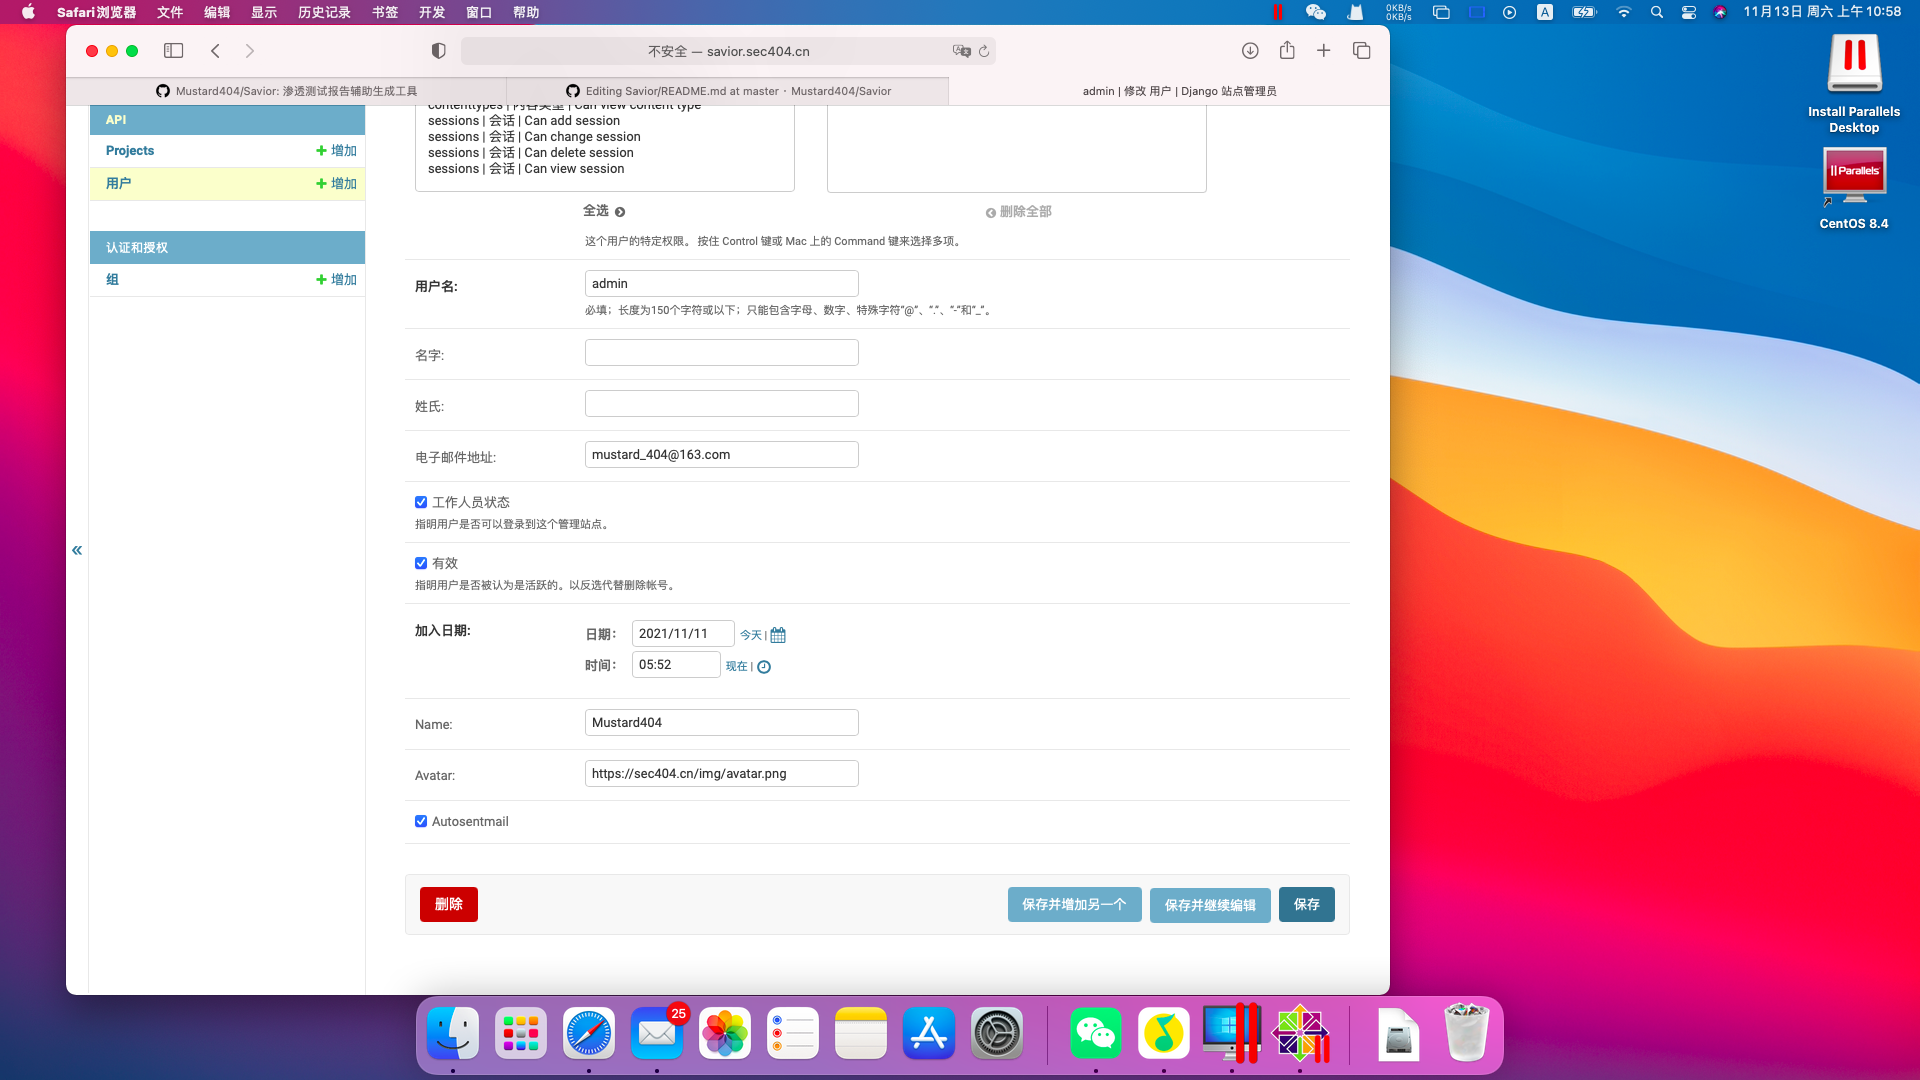 Safari浏览器 文件 编辑 显示 历史记录 书签 开发 窗口 帮助
0KB/s
0KB/s
A
11月13日 周六 上午10:58
不安全 — savior.sec404.cn
Mustard404/Savior: 渗透测试报告辅助生成工具
Editing Savior/README.md at master · Mustard404/Savior
admin | 修改 用户 | Django 站点管理员
Install Parallels
Desktop
Parallels
CentOS 8.4
API
Projects
增加
用户
增加
认证和授权
组
增加
«
contenttypes | 内容类型 | Can view content type
sessions | 会话 | Can add session
sessions | 会话 | Can change session
sessions | 会话 | Can delete session
sessions | 会话 | Can view session
全选
删除全部
这个用户的特定权限。 按住 Control 键或 Mac 上的 Command 键来选择多项。
用户名:
admin
必填；长度为150个字符或以下；只能包含字母、数字、特殊字符“@”、“.”、“-”和“_”。
名字:
姓氏:
电子邮件地址:
mustard_404@163.com
工作人员状态
指明用户是否可以登录到这个管理站点。
有效
指明用户是否被认为是活跃的。以反选代替删除帐号。
加入日期:
日期：
2021/11/11
今天 |
时间：
05:52
现在 |
Name:
Mustard404
Avatar:
https://sec404.cn/img/avatar.png
Autosentmail
删除
保存并增加另一个
保存并继续编辑
保存
25